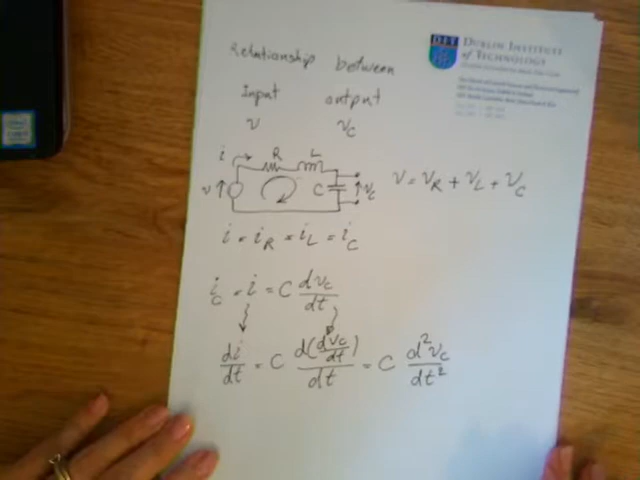 Relationship between
Input output
v v_C
DIT DUBLIN INSTITUTE
OF TECHNOLOGY
i R L
v C v_C
v = v_R + v_L + v_C
i = i_R = i_L = i_C
i_C = i = C dv_C/dt
di/dt = C d(dv_C/dt)/dt = C d²v_C/dt²